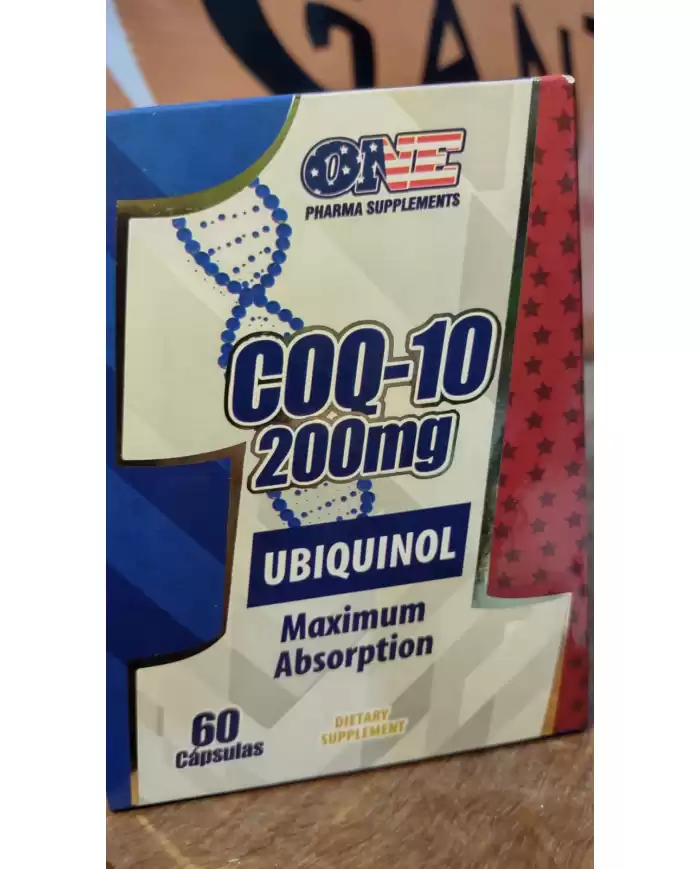 ONE
PHARMA SUPPLEMENTS
COQ-10
200mg
UBIQUINOL
Maximum
Absorption
60
Cápsulas
DIETARY
SUPPLEMENT